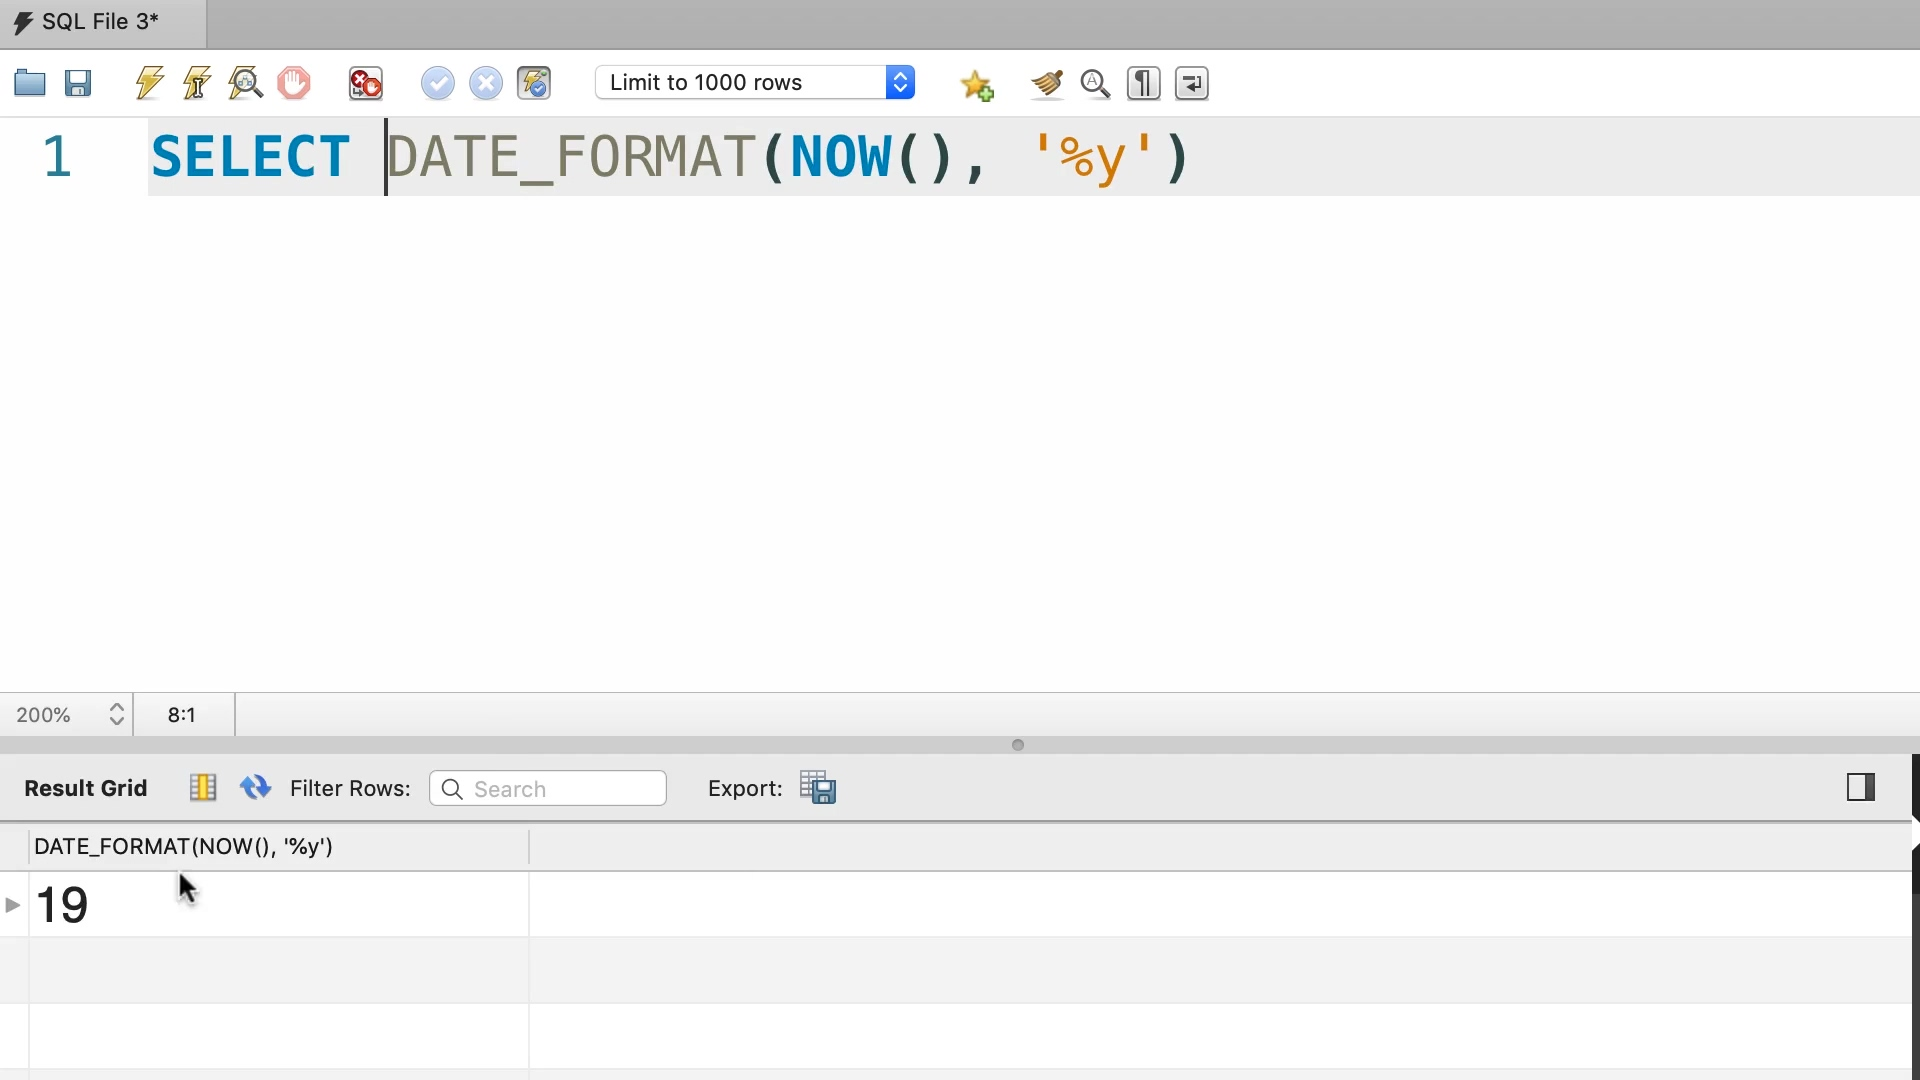 SQL File 3*
Limit to 1000 rows
1 SELECT DATE_FORMAT(NOW(), '%y')
200% 8:1
Result Grid Filter Rows: Search Export:
DATE_FORMAT(NOW(), '%y')
19